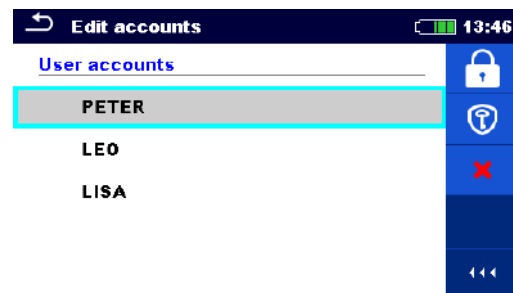 Edit accounts 13:46
User accounts
PETER
LEO
LISA